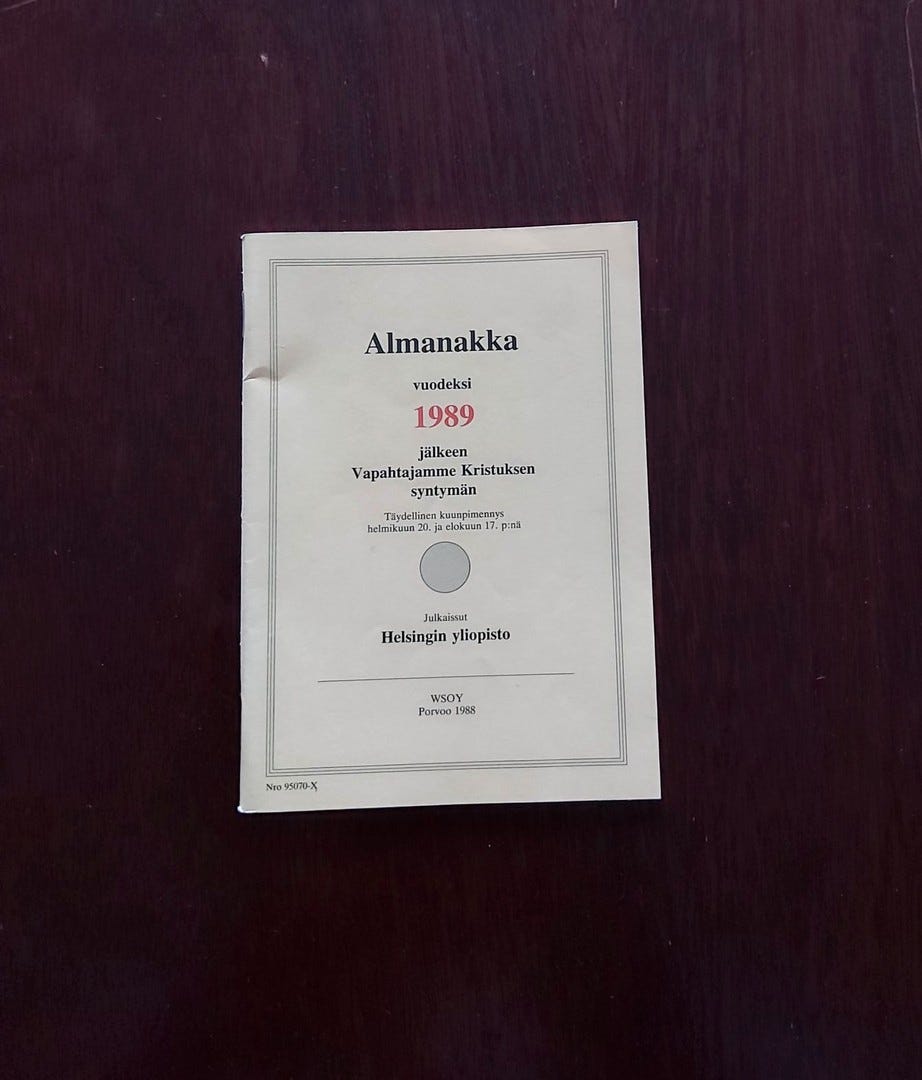 Almanakka
vuodeksi
1989
jälkeen
Vapahtajamme Kristuksen
syntymän
Täydellinen kuunpimennys
helmikuun 20. ja elokuun 17. p:nä
Julkaissut
Helsingin yliopisto
WSOY
Porvoo 1988
Nro 95070-X